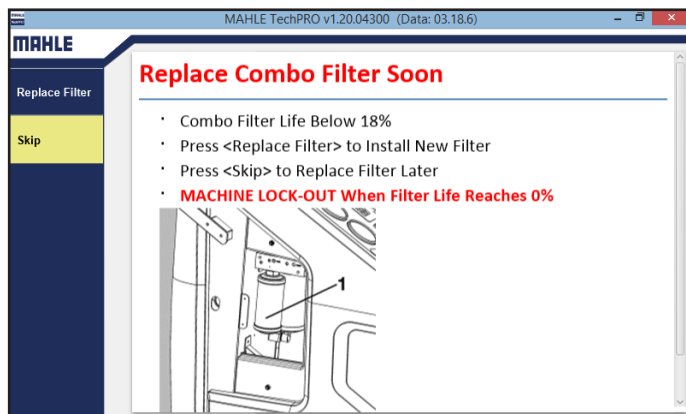 MAHLE TechPRO v1.20.04300 (Data: 03.18.6)
MAHLE
Replace Filter
Skip
Replace Combo Filter Soon
· Combo Filter Life Below 18%
· Press <Replace Filter> to Install New Filter
· Press <Skip> to Replace Filter Later
· MACHINE LOCK-OUT When Filter Life Reaches 0%
1